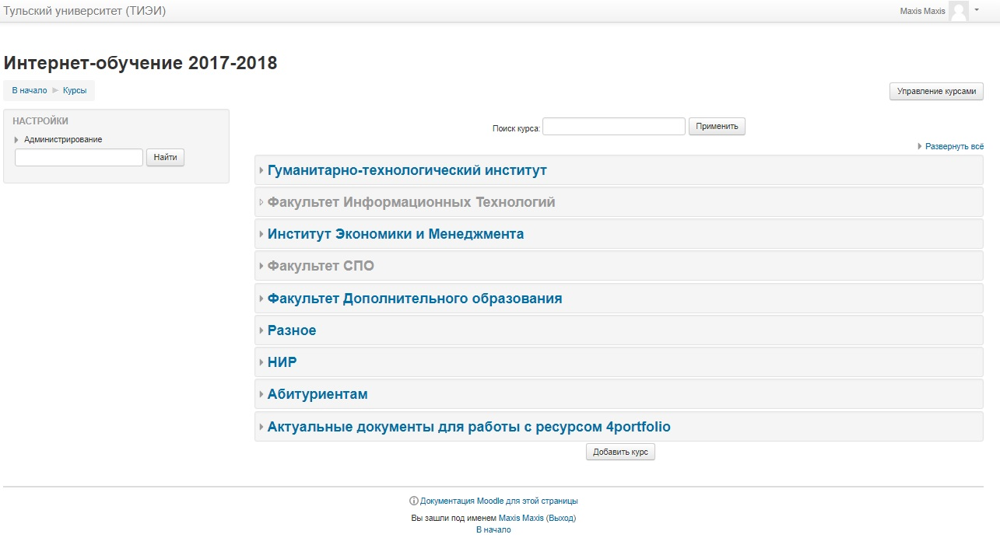 Тульский университет (ТИЭИ)
Maxis Maxis
Интернет-обучение 2017-2018
В начало Курсы
Управление курсами
НАСТРОЙКИ
Администрирование
Найти
Поиск курса: Применить
Развернуть всё
Гуманитарно-технологический институт
Факультет Информационных Технологий
Институт Экономики и Менеджмента
Факультет СПО
Факультет Дополнительного образования
Разное
НИР
Абитуриентам
Актуальные документы для работы с ресурсом 4portfolio
Добавить курс
Документация Moodle для этой страницы
Вы зашли под именем Maxis Maxis (Выход)
В начало